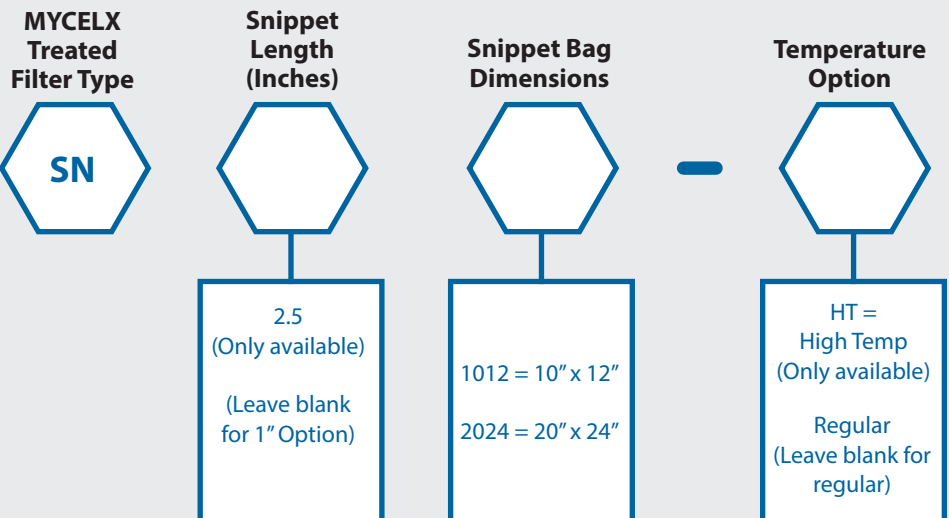 MYCELX
Treated
Filter Type
Snippet
Length
(Inches)
Snippet Bag
Dimensions
Temperature
Option
SN
2.5
(Only available)
(Leave blank
for 1” Option)
1012 = 10” x 12”
2024 = 20” x 24”
HT =
High Temp
(Only available)
Regular
(Leave blank for
regular)